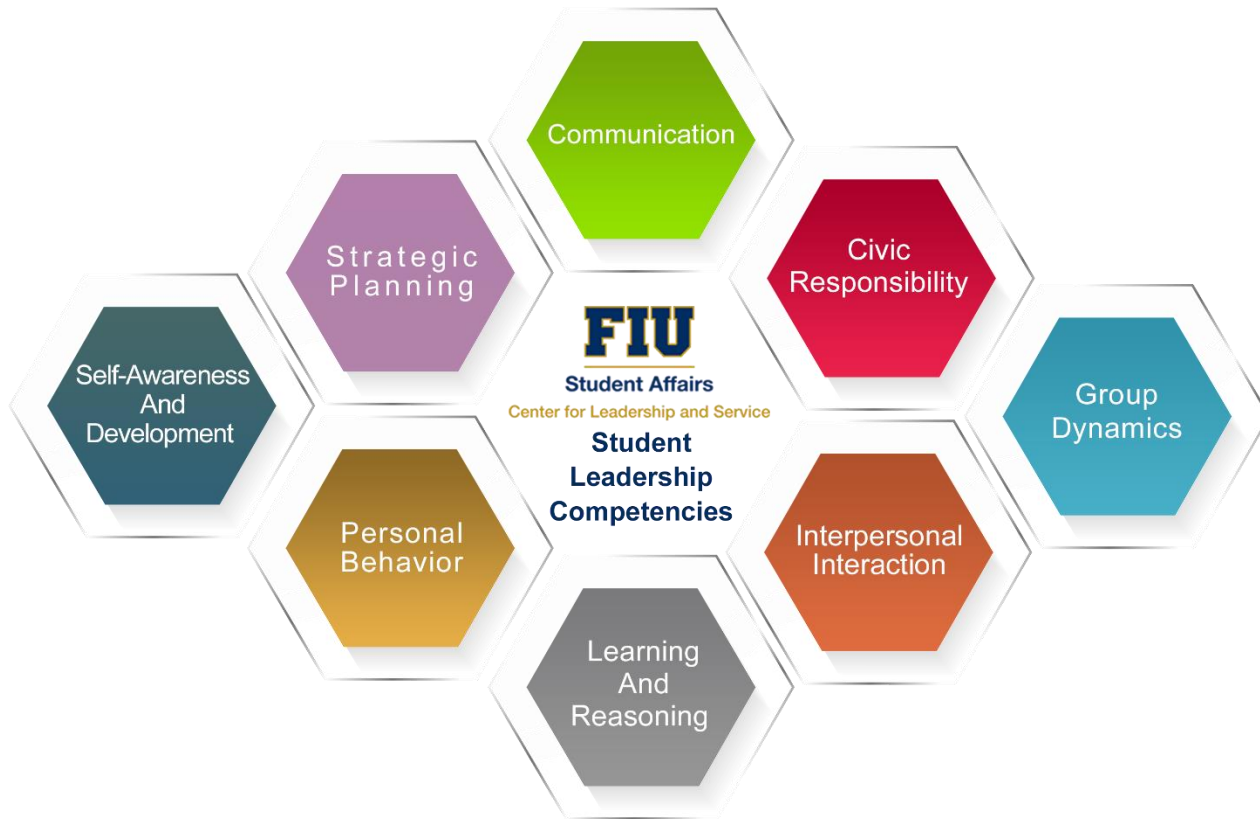 Communication
Strategic
Planning
Civic
Responsibility
Self-Awareness
And
Development
FIU
Student Affairs
Center for Leadership and Service
Student
Leadership
Competencies
Group
Dynamics
Personal
Behavior
Interpersonal
Interaction
Learning
And
Reasoning